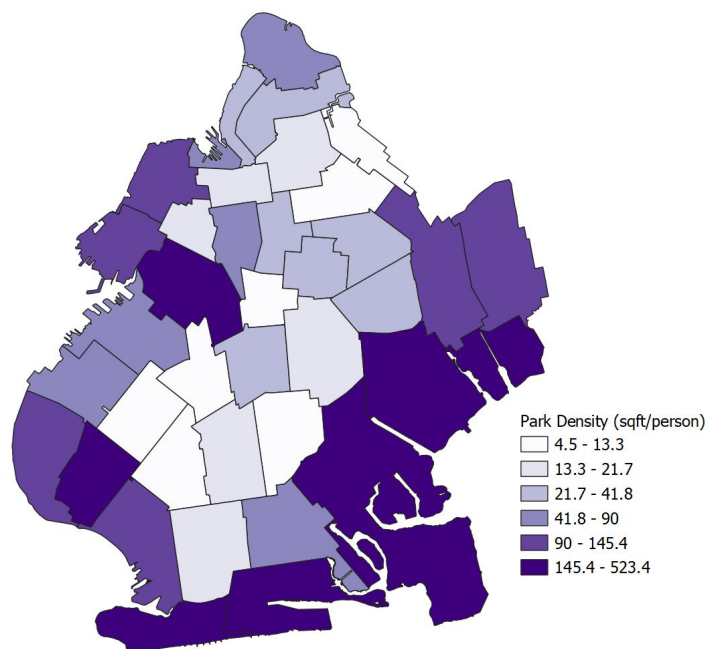 Park Density (sqft/person)
4.5 - 13.3
13.3 - 21.7
21.7 - 41.8
41.8 - 90
90 - 145.4
145.4 - 523.4